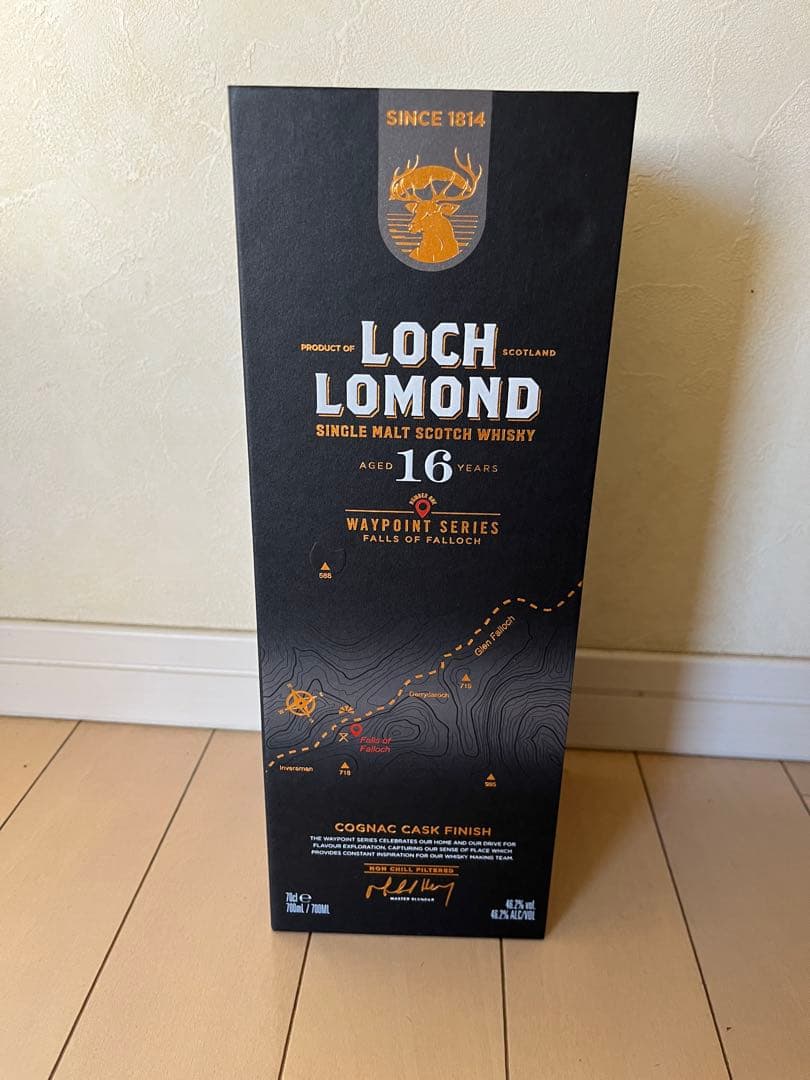 SINCE 1814
PRODUCT OF LOCH SCOTLAND
LOMOND
SINGLE MALT SCOTCH WHISKY
AGED 16 YEARS
NUMBER ONE
WAYPOINT SERIES
FALLS OF FALLOCH
588
Glen Falloch
715
Derrydaroch
Falls of
Falloch
Inverarnan
718
995
COGNAC CASK FINISH
THE WAYPOINT SERIES CELEBRATES OUR HOME AND OUR DRIVE FOR
FLAVOUR EXPLORATION, CAPTURING OUR SENSE OF PLACE WHICH
PROVIDES CONSTANT INSPIRATION FOR OUR WHISKY MAKING TEAM.
NON CHILL FILTERED
MASTER BLENDER
70cl e
700mL / 700ML
46.2% vol.
46.2% ALC/VOL